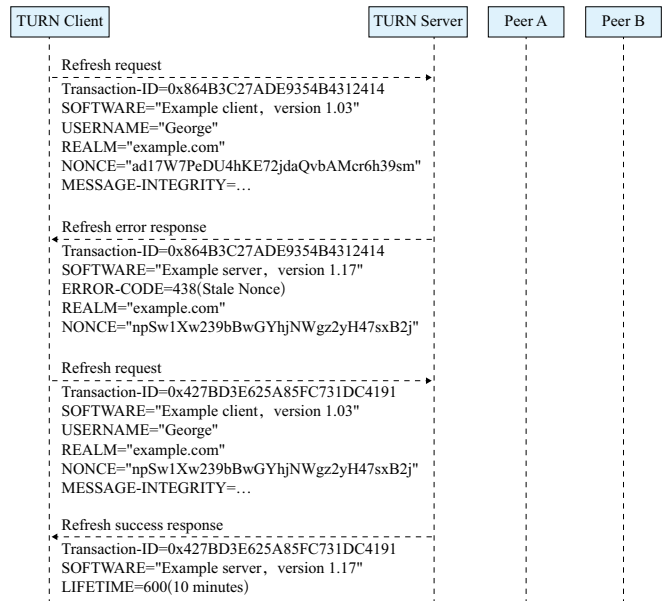 TURN Client
TURN Server
Peer A
Peer B
Refresh request
Transaction-ID=0x864B3C27ADE9354B4312414
SOFTWARE="Example client, version 1.03"
USERNAME="George"
REALM="example.com"
NONCE="ad17W7PeDU4hKE72jdaQvbAMcr6h39sm"
MESSAGE-INTEGRITY=…
Refresh error response
Transaction-ID=0x864B3C27ADE9354B4312414
SOFTWARE="Example server, version 1.17"
ERROR-CODE=438(Stale Nonce)
REALM="example.com"
NONCE="npSw1Xw239bBwGYhjNWgz2yH47sxB2j"
Refresh request
Transaction-ID=0x427BD3E625A85FC731DC4191
SOFTWARE="Example client, version 1.03"
USERNAME="George"
REALM="example.com"
NONCE="npSw1Xw239bBwGYhjNWgz2yH47sxB2j"
MESSAGE-INTEGRITY=…
Refresh success response
Transaction-ID=0x427BD3E625A85FC731DC4191
SOFTWARE="Example server, version 1.17"
LIFETIME=600(10 minutes)